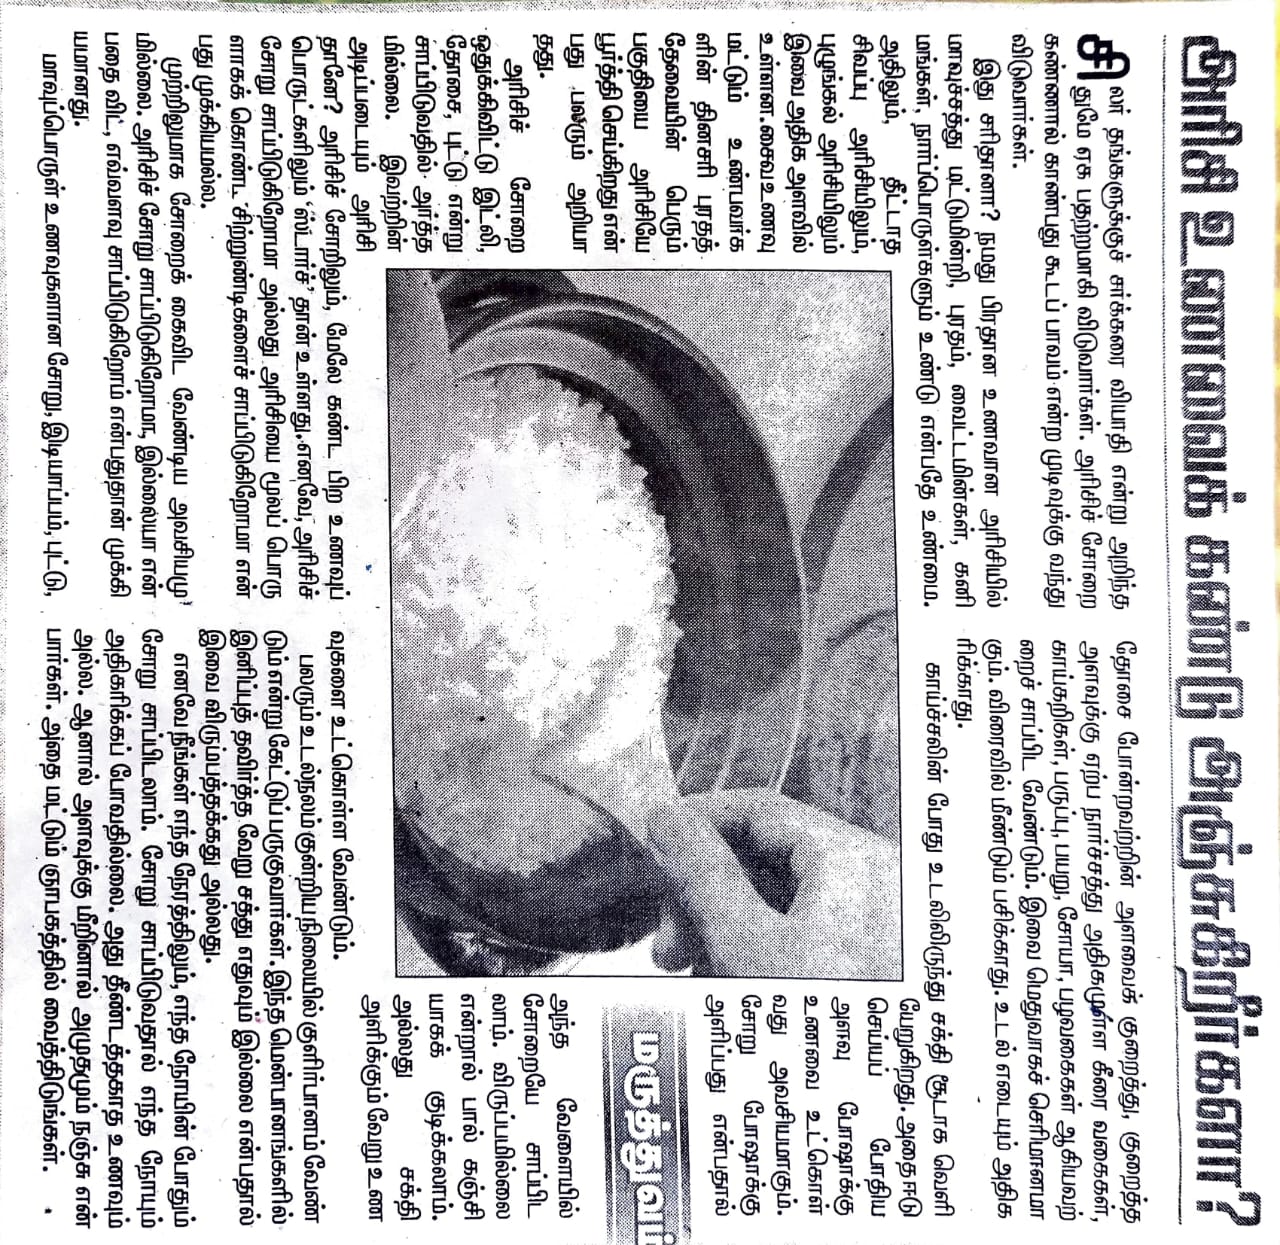 அரிசி உணவைக் கண்டு அஞ்சுகிறீர்களா?
சிலர் தங்களுக்குச் சர்க்கரை வியாதி என்று அறிந்த
துமே ஏக பதற்றமாகி விடுவார்கள். அரிசிச் சோறை
கண்ணால் காண்பது கூடப் பாவம் என்ற முடிவுக்கு வந்து
விடுவார்கள்.
இது சரிதானா? நமது பிரதான உணவான அரிசியில்
மாவுச்சத்து மட்டுமின்றி, புரதம், வைட்டமின்கள், கனி
மங்கள், நார்ப்பொருள்களும் உண்டு என்பதே உண்மை.
அதிலும், தீட்டாத
சிவப்பு அரிசியிலும்,
புழுங்கல் அரிசியிலும்
இவை அதிக அளவில்
உள்ளன. சைவ உணவு
மட்டும் உண்பவர்க
ளின் தினசரி புரதத்
தேவையின் பெரும்
பகுதியை அரிசியே
பூர்த்தி செய்கிறது என்
பது பலரும் அறியா
தது.
அரிசிச் சோறை
ஒதுக்கிவிட்டு இட்லி,
தோசை, புட்டு என்று
சாப்பிடுவதில் அர்த்த
மில்லை. இவற்றின்
அடிப்படையும் அரிசி
தானே? அரிசிச் சோறிலும், மேலே கண்ட பிற உணவுப்
பொருட்களிலும் ‘ஸ்டார்ச்’ தான் உள்ளது. எனவே, அரிசிச்
சோறு சாப்பிடுகிறோமா அல்லது அரிசியை மூலப் பொரு
ளாகக் கொண்ட சிற்றுண்டிகளைச் சாப்பிடுகிறோமா என்
பது முக்கியமல்ல.
முற்றிலுமாக சோறைக் கைவிட வேண்டிய அவசியமு
மில்லை. அரிசிச் சோறு சாப்பிடுகிறோமா, இல்லையா என்
பதை விட, எவ்வளவு சாப்பிடுகிறோம் என்பதுதான் முக்கி
யமானது.
மாவுப்பொருள் உணவுகளான சோறு, இடியாப்பம், புட்டு,
தோசை போன்றவற்றின் அளவைக் குறைத்து, குறைத்த
அளவுக்கு ஏற்ப நார்ச்சத்து அதிகமுள்ள கீரை வகைகள்,
காய்கறிகள், பருப்பு, பயறு, சோயா, பழவகைகள் ஆகியவற்
றைச் சாப்பிட வேண்டும். இவை மெதுவாகச் செரிமானமா
கும். விரைவில் மீண்டும் பசிக்காது. உடல் எடையும் அதிக
ரிக்காது.
காய்ச்சலின் போது உடலிலிருந்து சக்தி சூடாக வெளி
யேறுகிறது. அதை ஈடு
செய்யப் போதிய
அளவு போஷாக்கு
உணவை உட்கொள்
வது அவசியமாகும்.
சோறு போஷாக்கு
அளிப்பது என்பதால்
மருத்துவம்
அந்த வேளையில்
சோறையே சாப்பிட
லாம். விருப்பமில்லை
என்றால் பால் கஞ்சி
யாகக் குடிக்கலாம்.
அல்லது சக்தி
அளிக்கும் வேறு உண
வுகளை உட்கொள்ள வேண்டும்.
பலரும் உடல்நலம் குன்றிய நிலையில் குளிர்பானம் வேண்
டும் என்று கேட்டுப் பருகுவார்கள். இந்த மென்பானங்களில்
இனிப்புத் தவிர்த்த வேறு சத்து எதுவும் இல்லை என்பதால்
இவை விரும்பத்தக்கது அல்லது.
எனவே நீங்கள் எந்த நேரத்திலும், எந்த நோயின் போதும்
சோறு சாப்பிடலாம். சோறு சாப்பிடுவதால் எந்த நோயும்
அதிகரிக்கப் போவதில்லை. அது தீண்டத்தகாத உணவும்
அல்ல. ஆனால் அளவுக்கு மீறினால் அமுதமும் நஞ்சு என்
பார்கள். அதை மட்டும் ஞாபகத்தில் வைத்திடுங்கள்.